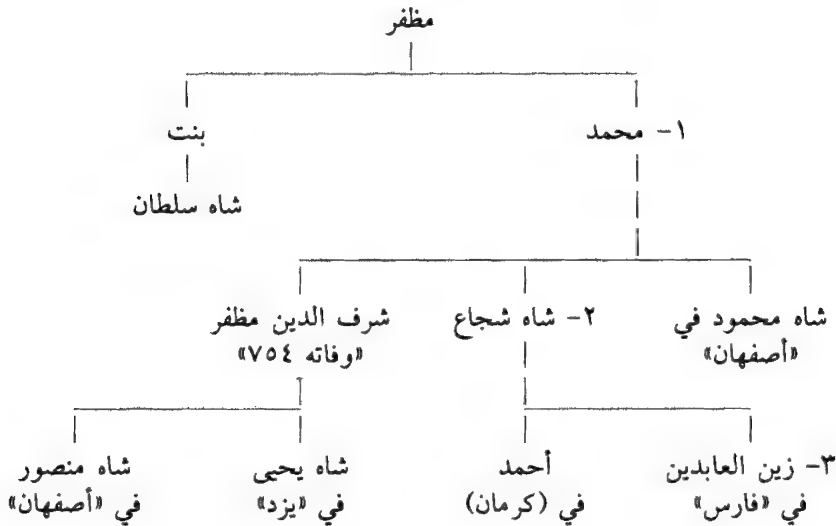 مظفر
١- محمد
بنت
شاه سلطان
شاه محمود في
«أصفهان»
٢- شاه شجاع
شرف الدين مظفر
«وفاته ٧٥٤»
٣- زين العابدين
في «فارس»
أحمد
في (كرمان)
شاه يحيى
في «يزد»
شاه منصور
في «أصفهان»